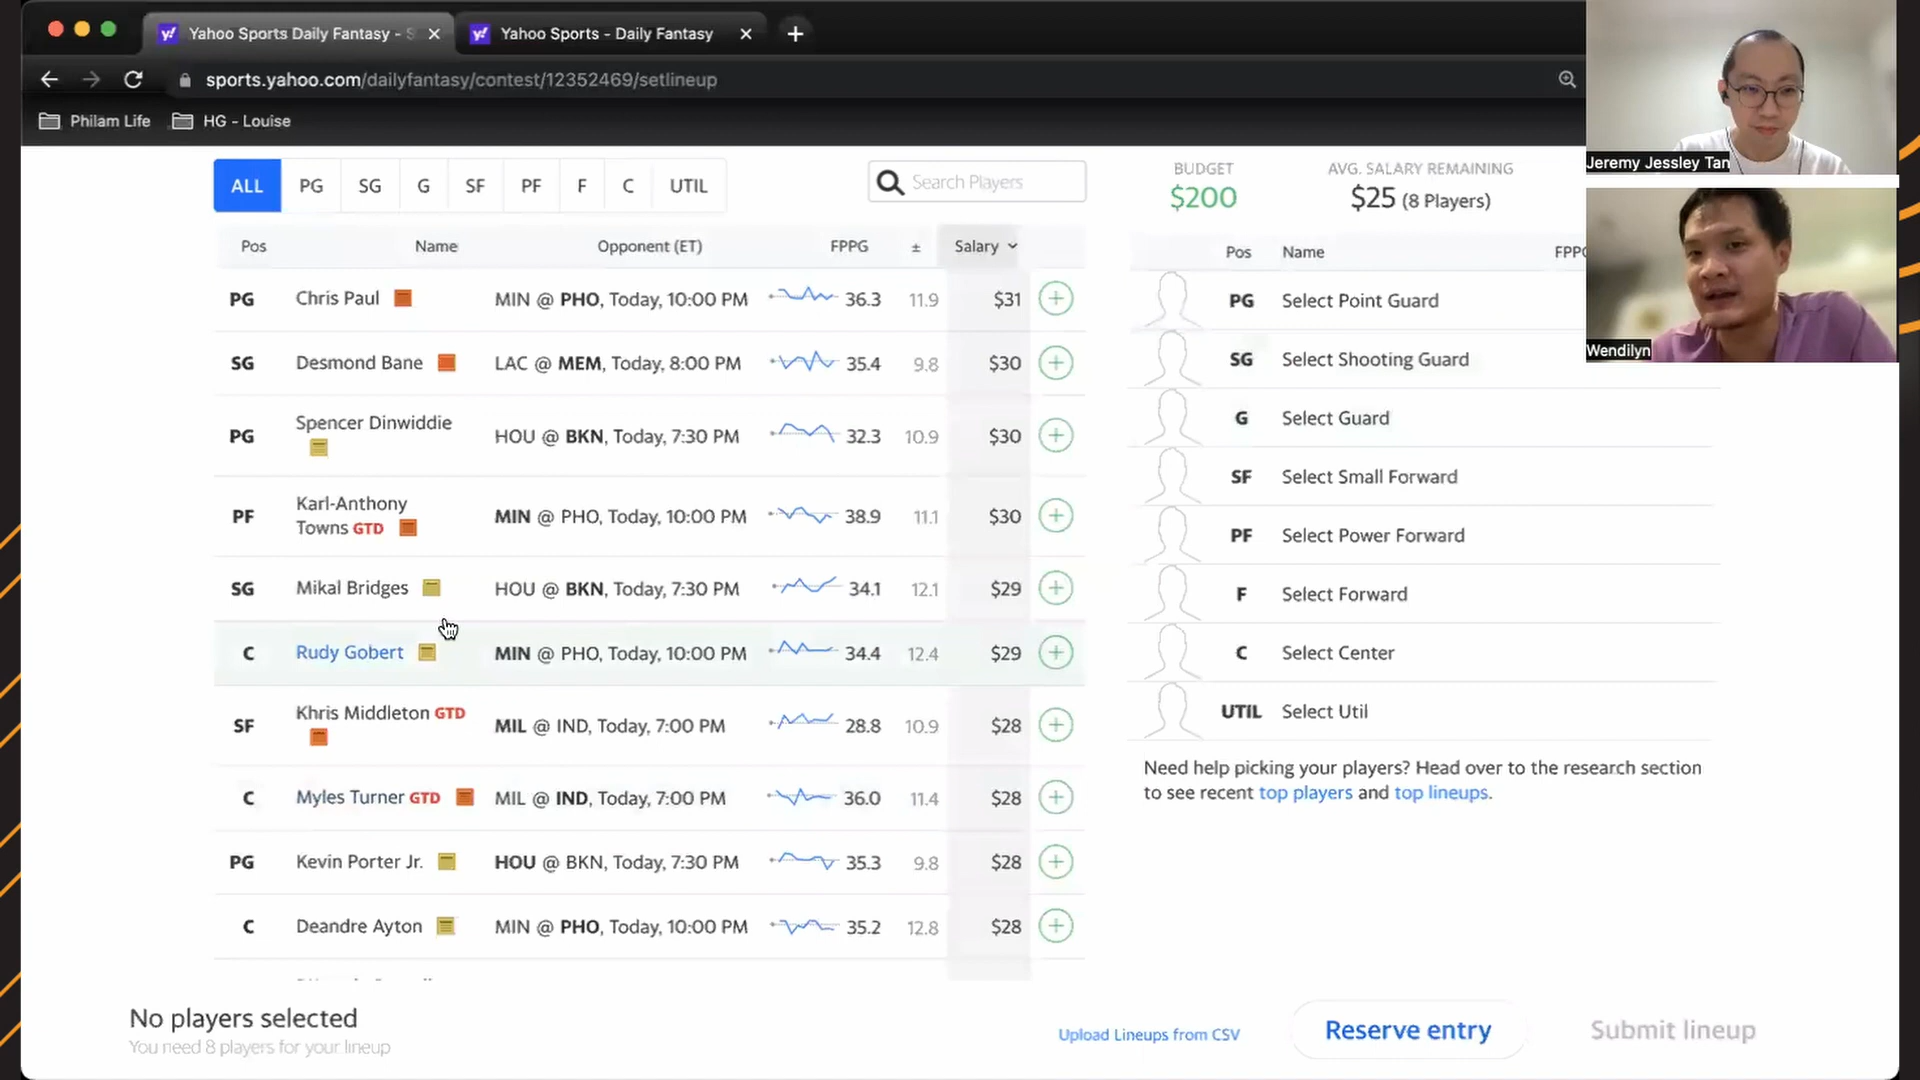 Yahoo Sports Daily Fantasy - S
Yahoo Sports - Daily Fantasy
sports.yahoo.com/dailyfantasy/contest/12352469/setlineup
Philam Life
HG - Louise
Jeremy Jessley Tan
Wendilyn
ALL PG SG G SF PF F C UTIL
Search Players
BUDGET
$200
AVG. SALARY REMAINING
$25 (8 Players)
Pos Name Opponent (ET) FPPG ± Salary
PG Chris Paul MIN @ PHO, Today, 10:00 PM 36.3 11.9 $31
SG Desmond Bane LAC @ MEM, Today, 8:00 PM 35.4 9.8 $30
PG Spencer Dinwiddie HOU @ BKN, Today, 7:30 PM 32.3 10.9 $30
PF Karl-Anthony
Towns GTD MIN @ PHO, Today, 10:00 PM 38.9 11.1 $30
SG Mikal Bridges HOU @ BKN, Today, 7:30 PM 34.1 12.1 $29
C Rudy Gobert MIN @ PHO, Today, 10:00 PM 34.4 12.4 $29
SF Khris Middleton GTD MIL @ IND, Today, 7:00 PM 28.8 10.9 $28
C Myles Turner GTD MIL @ IND, Today, 7:00 PM 36.0 11.4 $28
PG Kevin Porter Jr. HOU @ BKN, Today, 7:30 PM 35.3 9.8 $28
C Deandre Ayton MIN @ PHO, Today, 10:00 PM 35.2 12.8 $28
Pos Name FPPG
PG Select Point Guard
SG Select Shooting Guard
G Select Guard
SF Select Small Forward
PF Select Power Forward
F Select Forward
C Select Center
UTIL Select Util
Need help picking your players? Head over to the research section
to see recent top players and top lineups.
No players selected
You need 8 players for your lineup
Upload Lineups from CSV
Reserve entry
Submit lineup